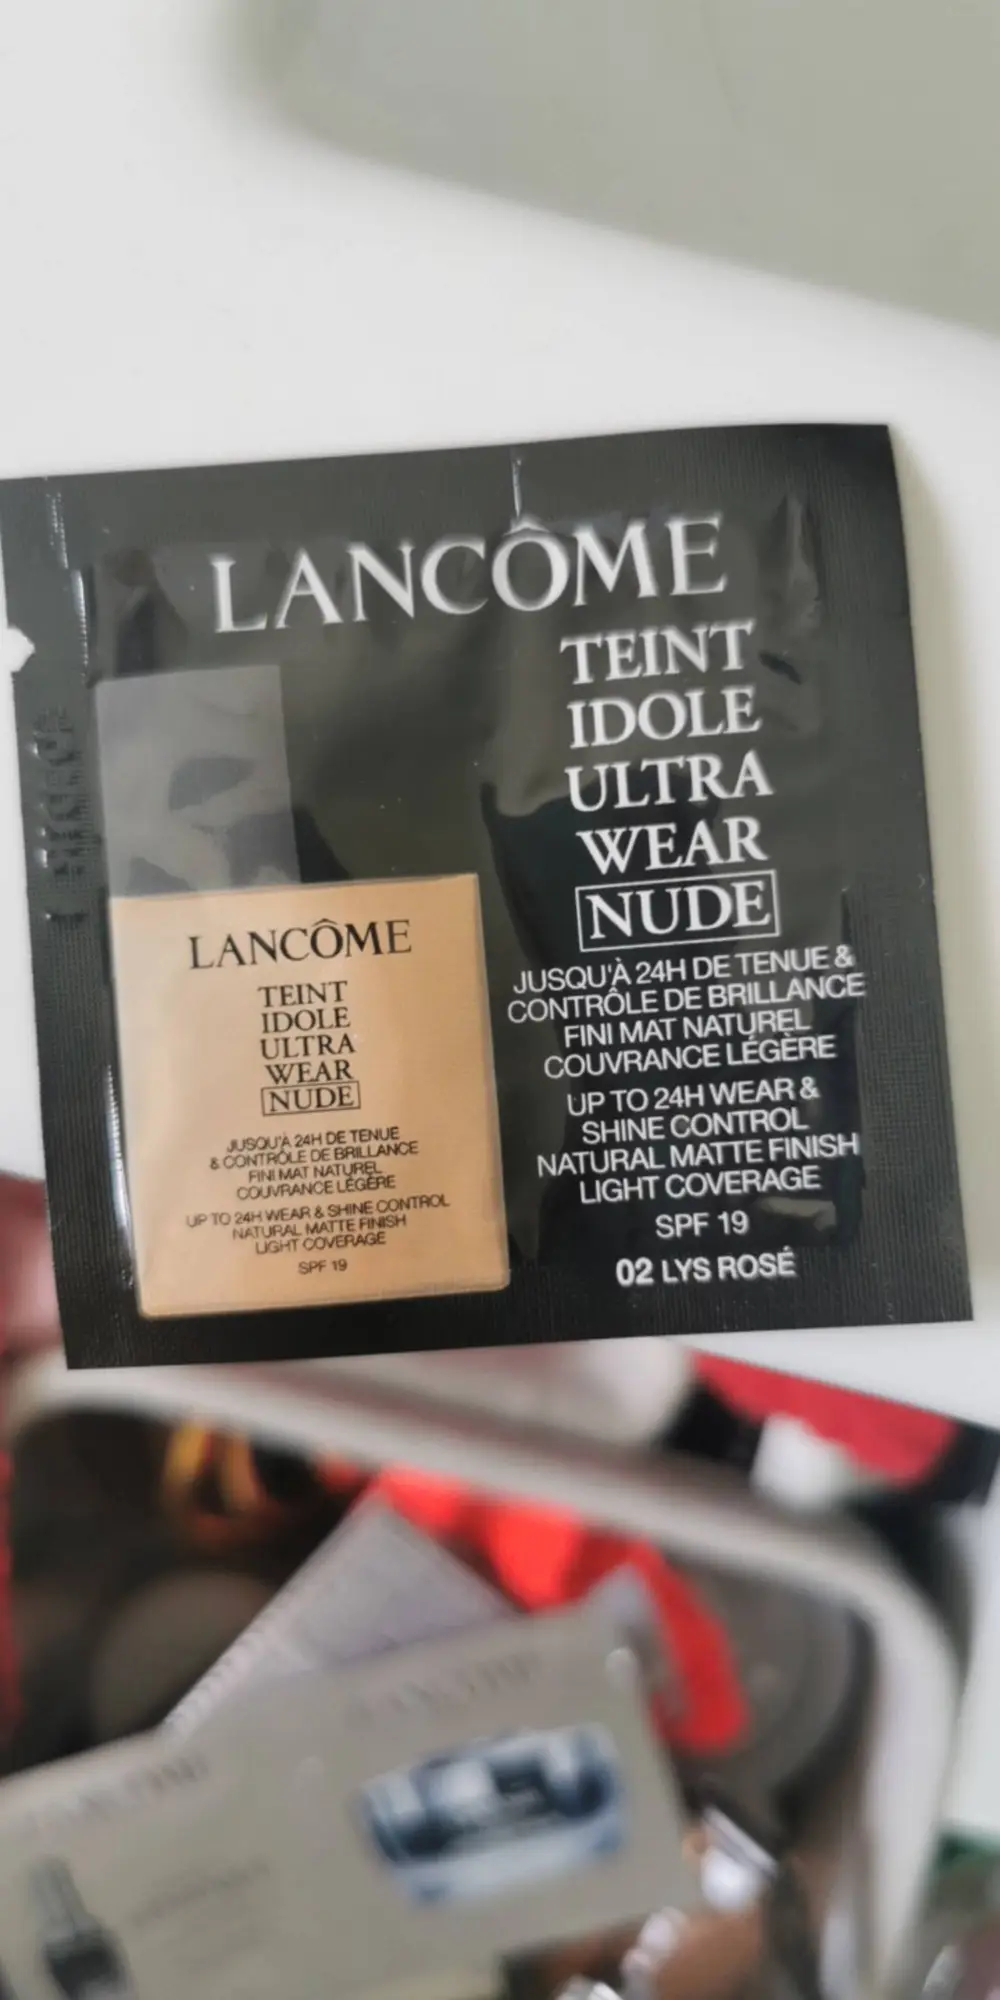 LANCÔME
TEINT
IDOLE
ULTRA
WEAR
NUDE
JUSQU'À 24H DE TENUE &
CONTRÔLE DE BRILLANCE
FINI MAT NATUREL
COUVRANCE LÉGÈRE
UP TO 24H WEAR &
SHINE CONTROL
NATURAL MATTE FINISH
LIGHT COVERAGE
SPF 19
02 LYS ROSÉ
LANCÔME
TEINT
IDOLE
ULTRA
WEAR
NUDE
JUSQU'À 24H DE TENUE
& CONTRÔLE DE BRILLANCE
FINI MAT NATUREL
COUVRANCE LÉGÈRE
UP TO 24H WEAR & SHINE CONTROL
NATURAL MATTE FINISH
LIGHT COVERAGE
SPF 19